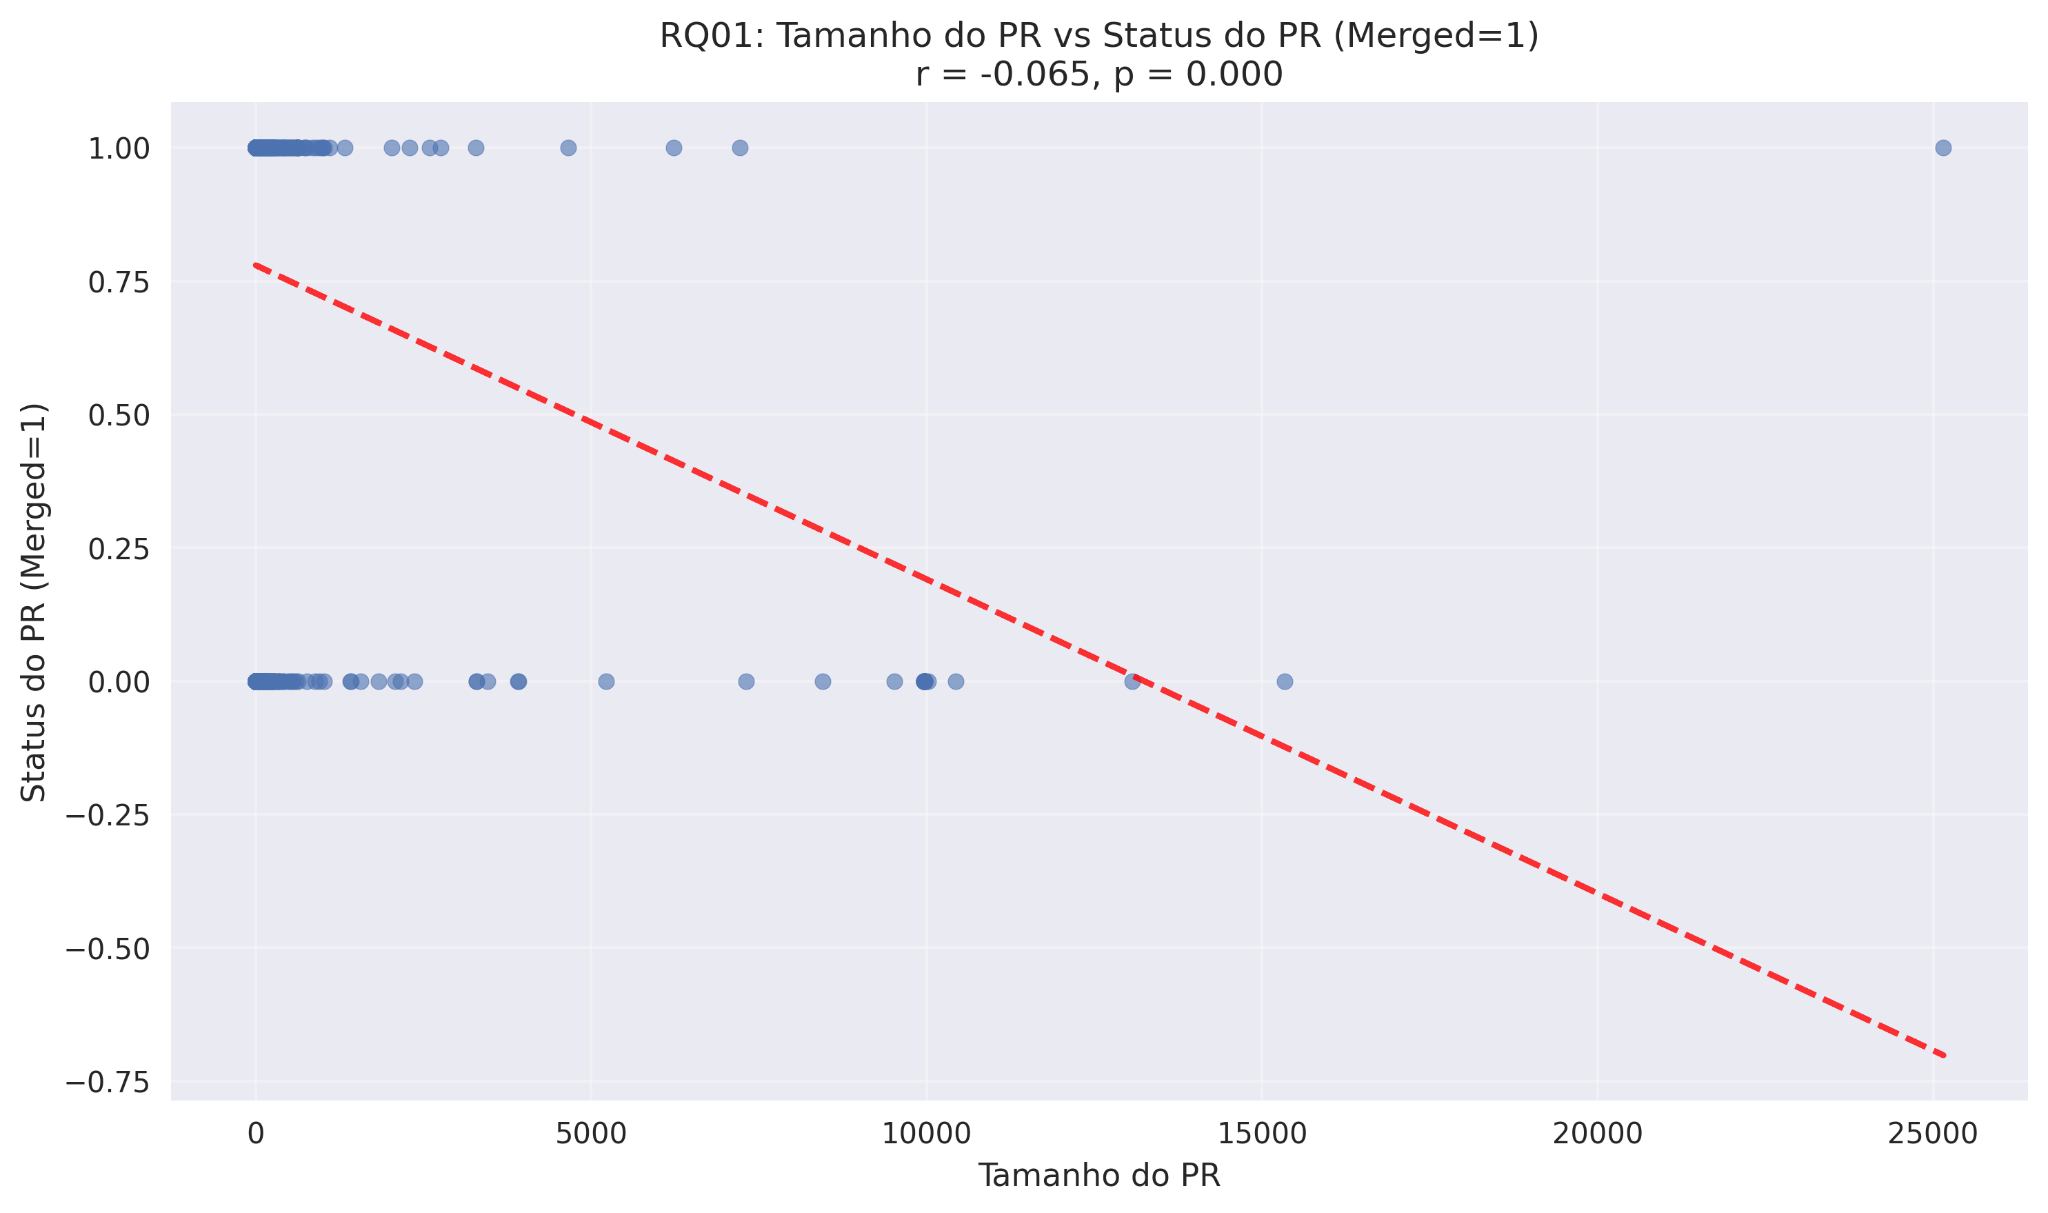 RQ01: Tamanho do PR vs Status do PR (Merged=1)
r = -0.065, p = 0.000
Status do PR (Merged=1)
1.00
0.75
0.50
0.25
0.00
−0.25
−0.50
−0.75
0 5000 10000 15000 20000 25000
Tamanho do PR